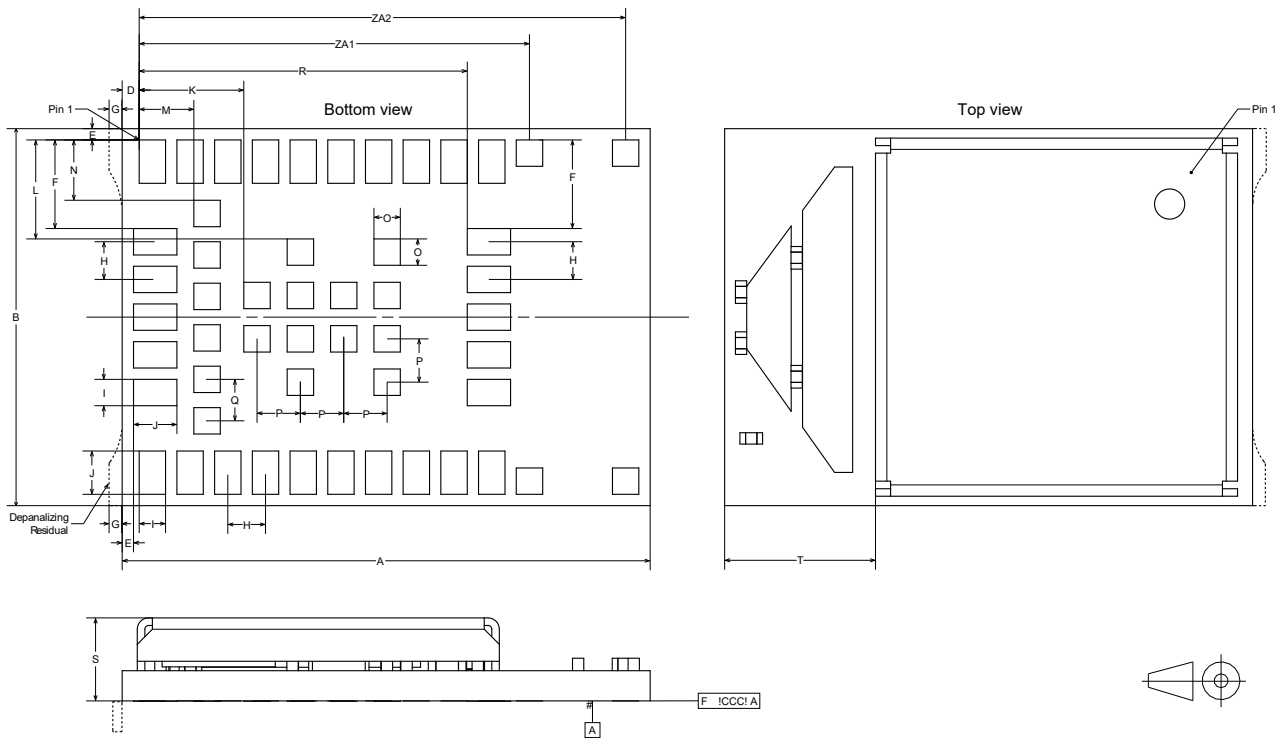 ZA2
ZA1
R
D
K
G
M
Pin 1
Bottom view
Top view
Pin 1
E
N
F
L
F
O
O
H
H
B
P
I
Q
P
P
P
J
J
Depanalizing
Residual
G
I
H
E
A
T
S
F !CCC! A
#
A